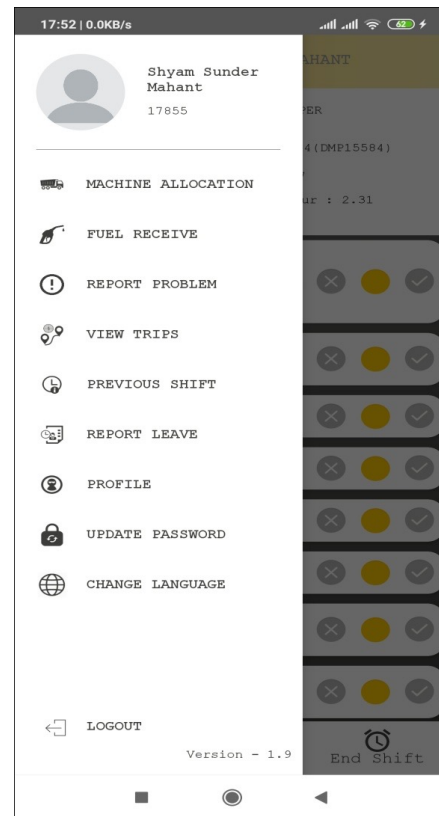 17:52 | 0.0KB/s
62
Shyam Sunder
Mahant
17855
MACHINE ALLOCATION
FUEL RECEIVE
REPORT PROBLEM
VIEW TRIPS
PREVIOUS SHIFT
REPORT LEAVE
PROFILE
UPDATE PASSWORD
CHANGE LANGUAGE
LOGOUT
Version - 1.9
AHANT
PER
4(DMP15584)
ur : 2.31
End Shift